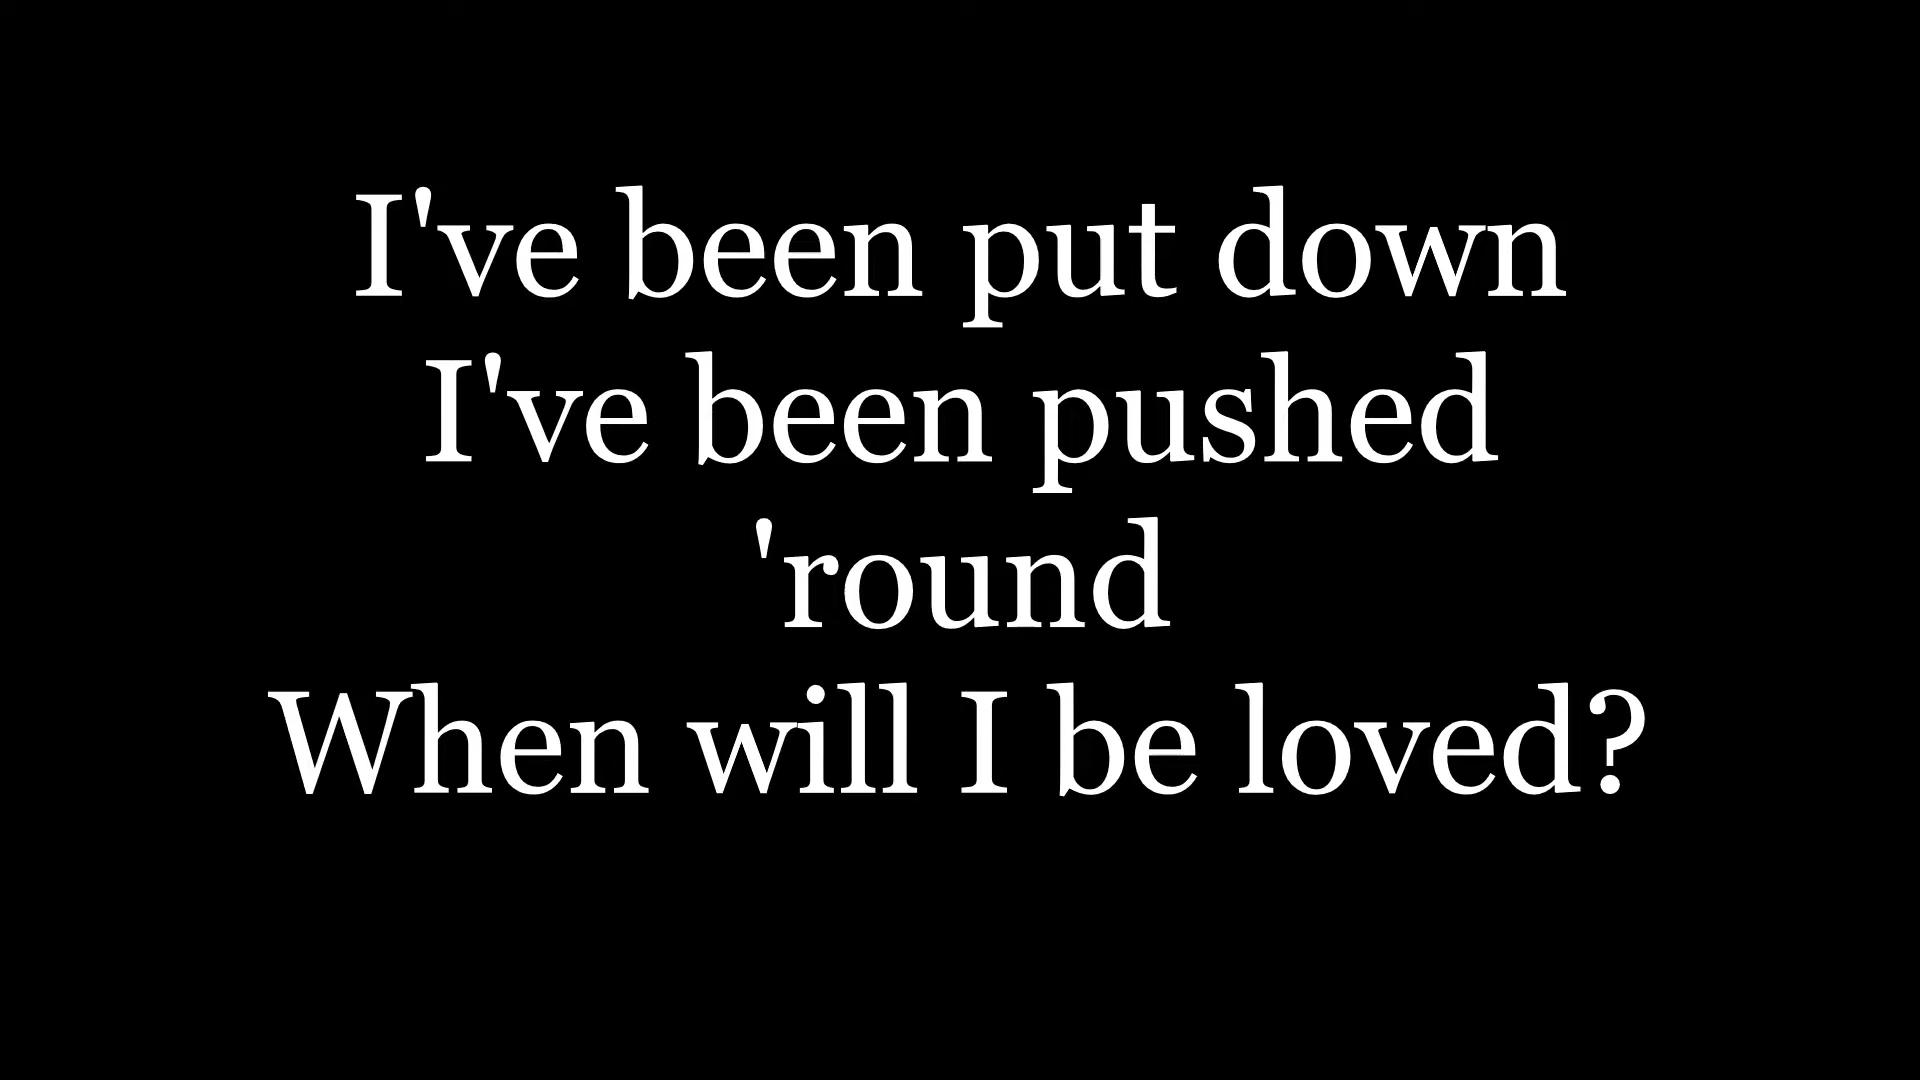 I've been put down
I've been pushed
'round
When will I be loved?